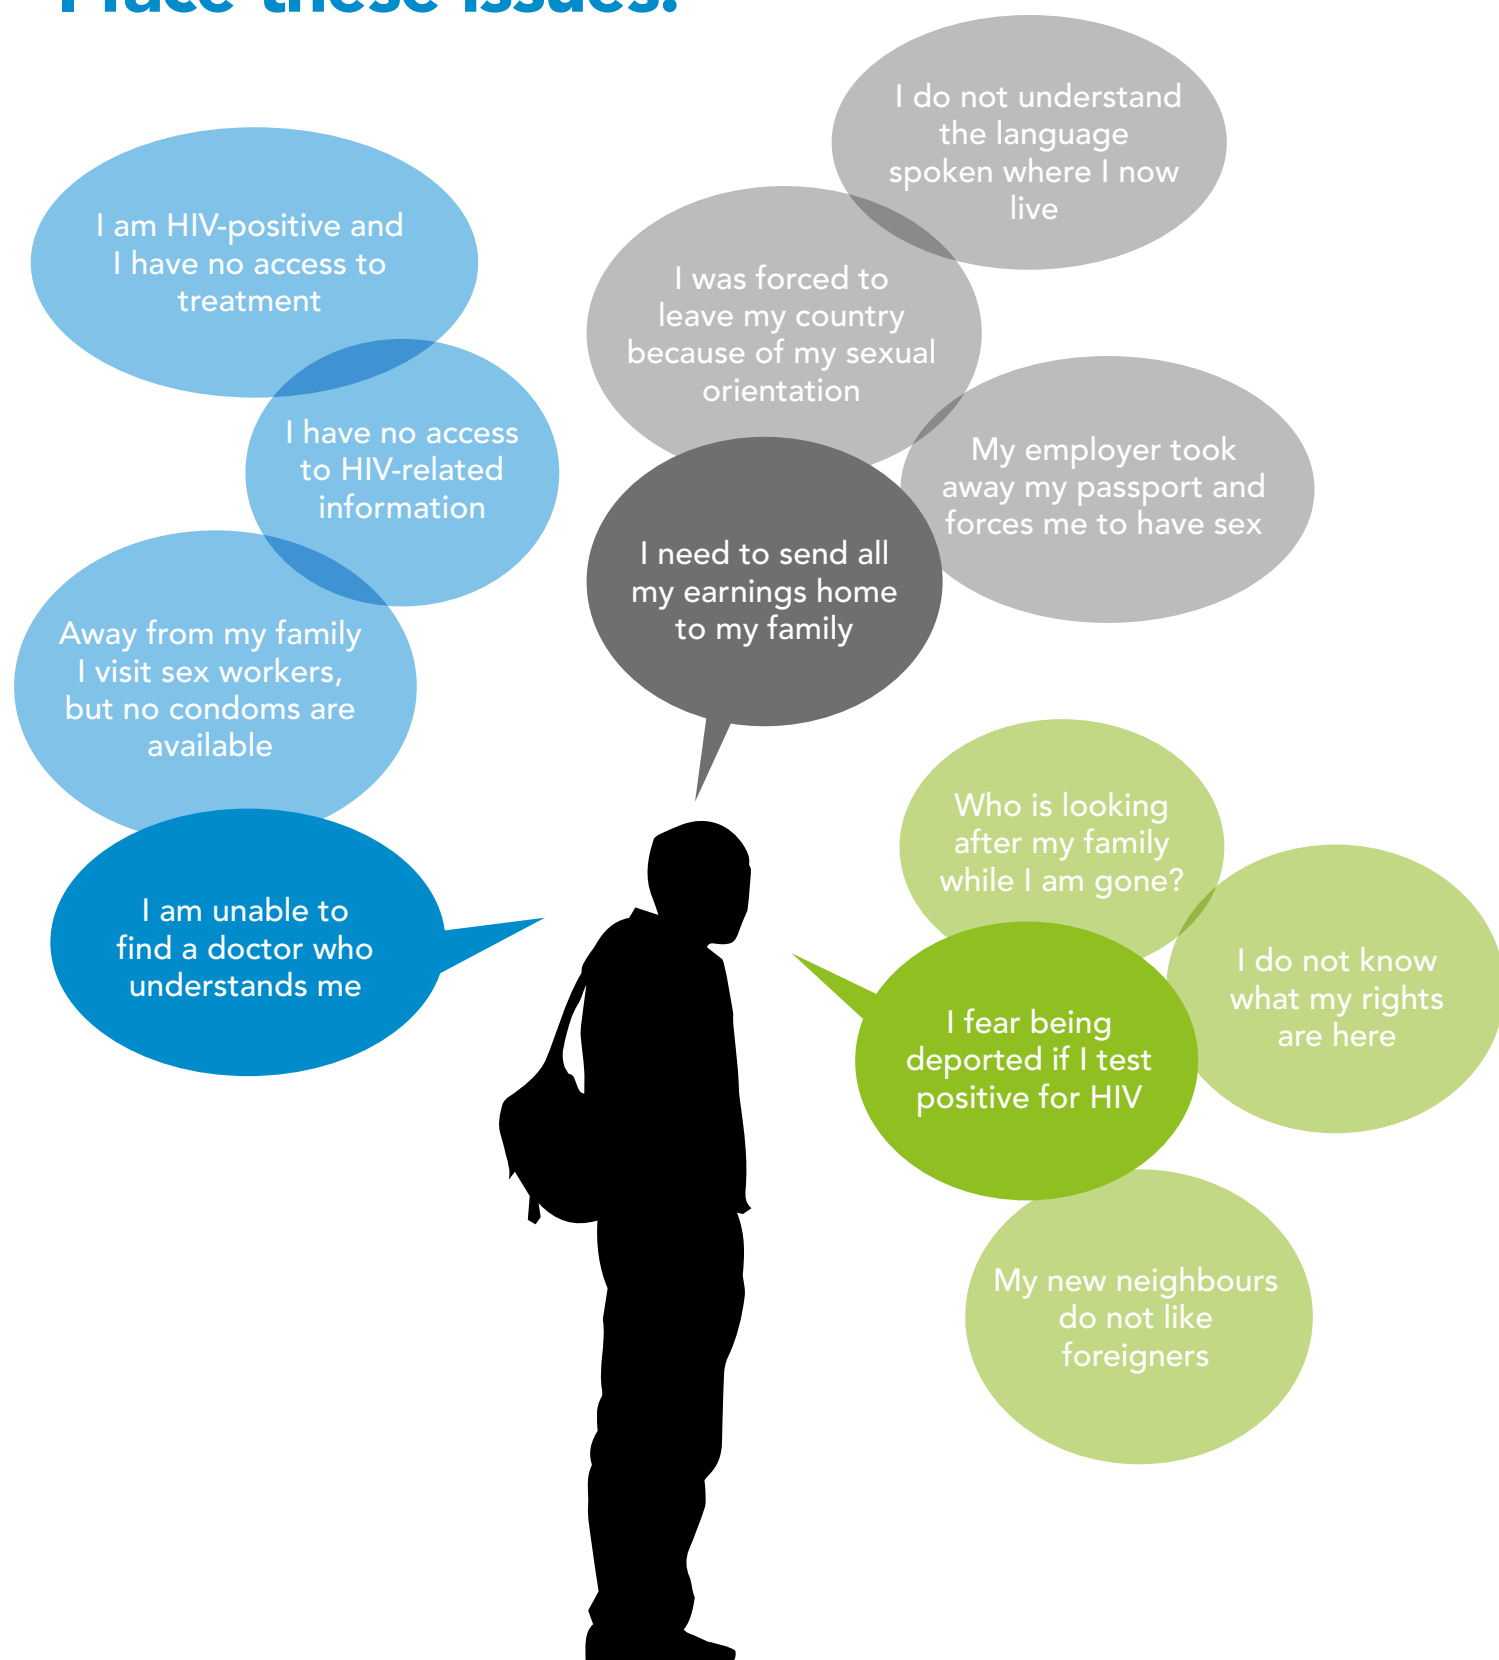 I face these issues.
I do not understand
the language
spoken where I now
live
I am HIV-positive and
I have no access to
treatment
I was forced to
leave my country
because of my sexual
orientation
I have no access
to HIV-related
information
My employer took
away my passport and
forces me to have sex
I need to send all
my earnings home
to my family
Away from my family
I visit sex workers,
but no condoms are
available
Who is looking
after my family
while I am gone?
I am unable to
find a doctor who
understands me
I do not know
what my rights
are here
I fear being
deported if I test
positive for HIV
My new neighbours
do not like
foreigners